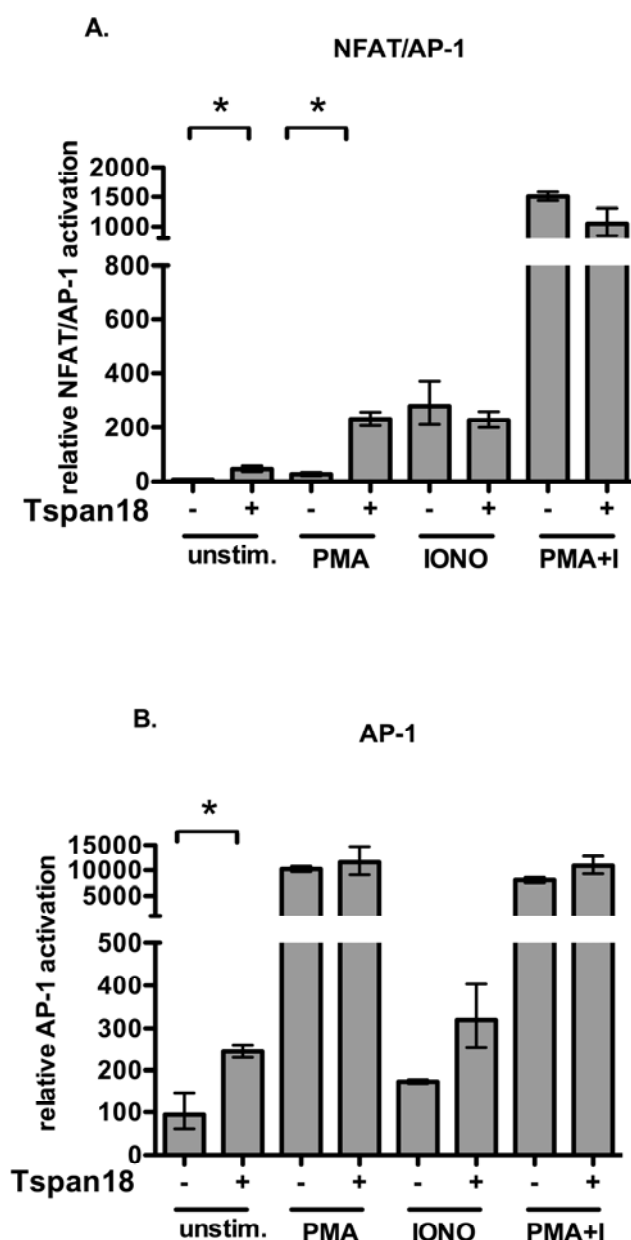 A.
NFAT/AP-1
* *
relative NFAT/AP-1 activation
2000
1500
1000
800
600
400
200
0
Tspan18 - + - + - + - +
unstim. PMA IONO PMA+I
B.
AP-1
*
relative AP-1 activation
15000
10000
5000
500
400
300
200
100
0
Tspan18 - + - + - + - +
unstim. PMA IONO PMA+I